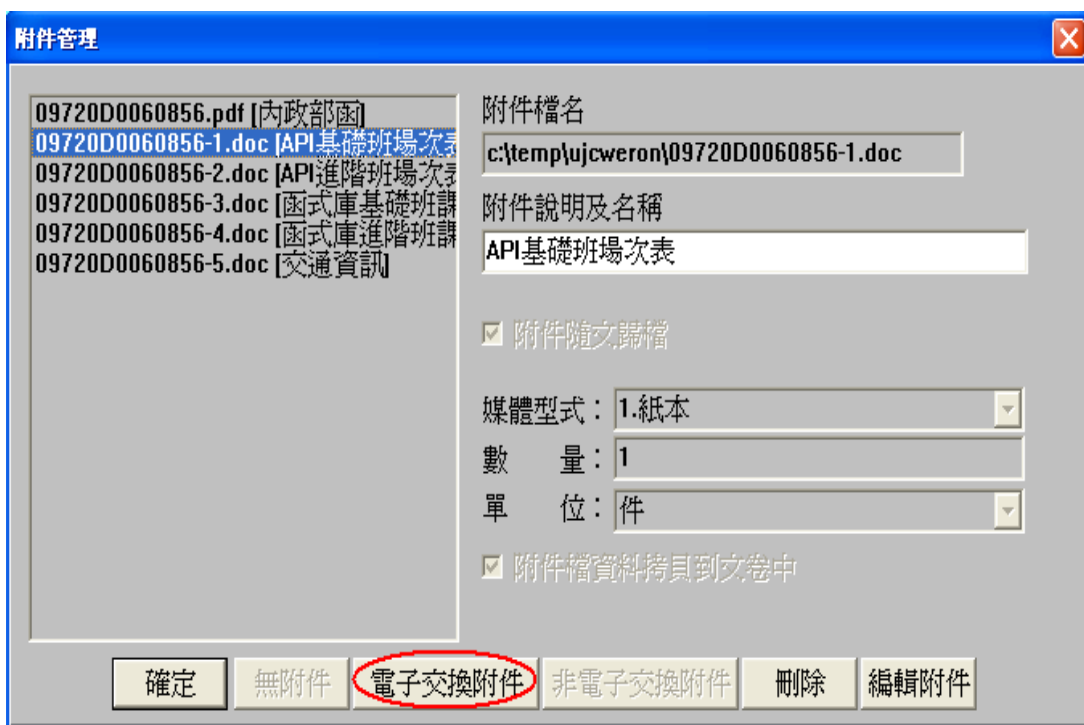 附件管理
09720D0060856.pdf [內政部函]
09720D0060856-1.doc [API基礎班場次表
09720D0060856-2.doc [API進階班場次表
09720D0060856-3.doc [函式庫基礎班課
09720D0060856-4.doc [函式庫進階班課
09720D0060856-5.doc [交通資訊]
附件檔名
c:\temp\ujcweron\09720D0060856-1.doc
附件說明及名稱
API基礎班場次表
附件隨文歸檔
媒體型式：1.紙本
數　量：1
單　位：件
附件檔資料拷貝到文卷中
確定 無附件 電子交換附件 非電子交換附件 刪除 編輯附件